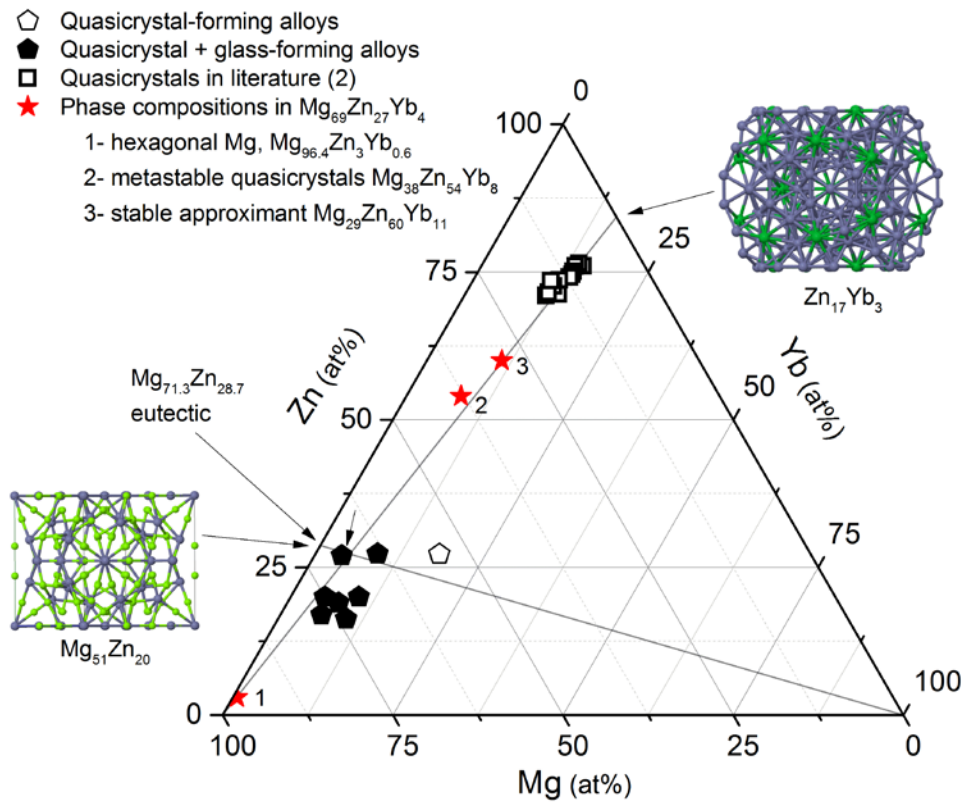 Quasicrystal-forming alloys
Quasicrystal + glass-forming alloys
Quasicrystals in literature (2)
Phase compositions in Mg₆₉Zn₂₇Yb₄
1- hexagonal Mg, Mg₉₆.₄Zn₃Yb₀.₆
2- metastable quasicrystals Mg₃₈Zn₅₄Yb₈
3- stable approximant Mg₂₉Zn₆₀Yb₁₁
0
100
25
Zn₁₇Yb₃
75
3
Yb (at%)
Zn (at%)
Mg₇₁.₃Zn₂₈.₇
eutectic
2
50
50
75
25
Mg₅₁Zn₂₀
1
100
0
100
75
50
25
0
Mg (at%)